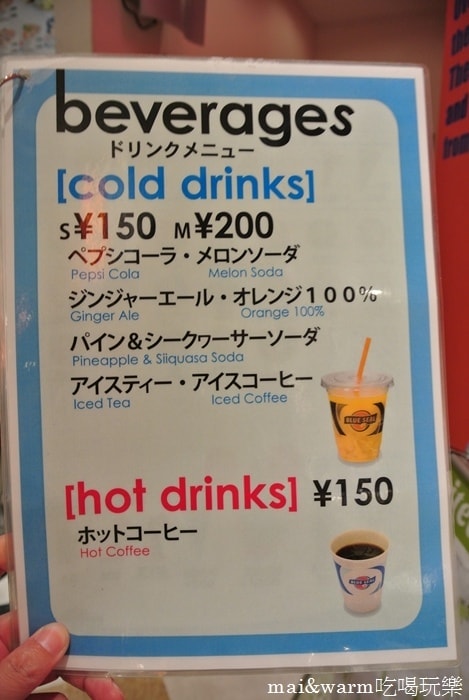 beverages
ドリンクメニュー
[cold drinks]
S¥150 M¥200
ペプシコーラ・メロンソーダ
Pepsi Cola Melon Soda
ジンジャーエール・オレンジ100%
Ginger Ale Orange 100%
パイン&シークヮーサーソーダ
Pineapple & Siiquasa Soda
アイスティー・アイスコーヒー
Iced Tea Iced Coffee
BLUE SEAL
[hot drinks] ¥150
ホットコーヒー
Hot Coffee
BLUE SEAL
mai&warm吃喝玩樂